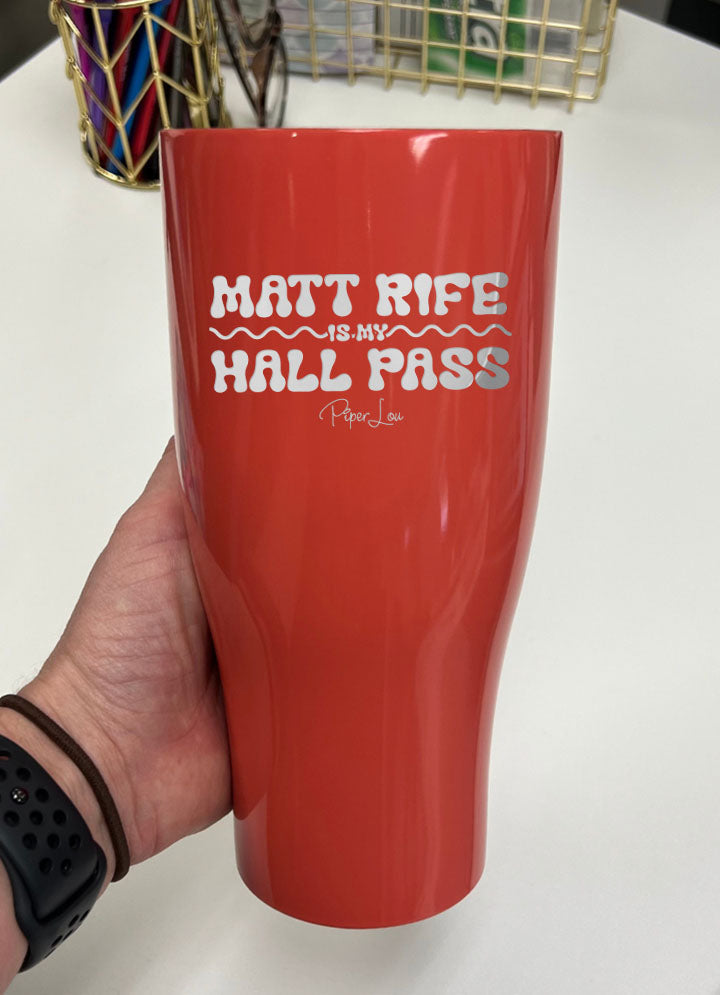 MATT RIFE
IS MY
HALL PASS
Piper Lou